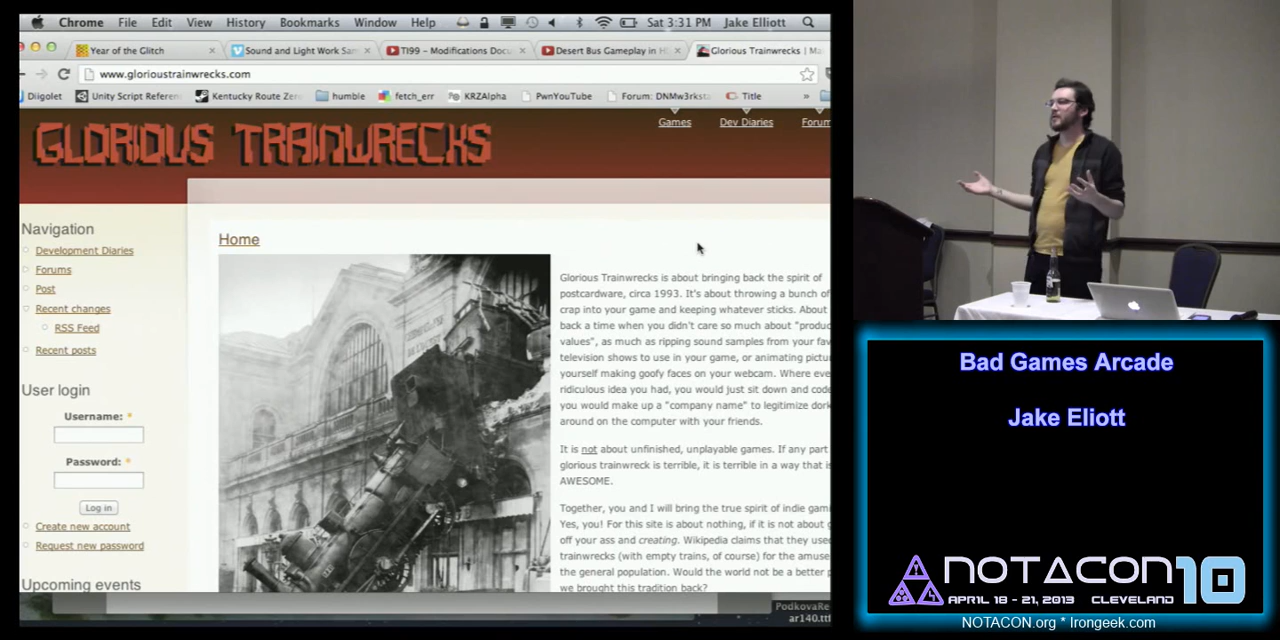 Chrome File Edit View History Bookmarks Window Help Sat 3:31 PM Jake Elliott
Year of the Glitch
Sound and Light Work Sam
TI99 – Modifications Docu
Desert Bus Gameplay in H
Glorious Trainwrecks | Ma
www.glorioustrainwrecks.com
Diigolet Unity Script Referen Kentucky Route Zero humble fetch_err KRZAlpha PwnYouTube Forum: DNMw3rkst Title »
GLORIOUS TRAINWRECKS
Games Dev Diaries Forum
Navigation
Development Diaries
Forums
Post
Recent changes
RSS Feed
Recent posts
User login
Username: *
Password: *
Log in
Create new account
Request new password
Upcoming events
Home
Glorious Trainwrecks is about bringing back the spirit of
postcardware, circa 1993. It's about throwing a bunch of
crap into your game and keeping whatever sticks. About
back a time when you didn't care so much about "produc
values", as much as ripping sound samples from your fav
television shows to use in your game, or animating pictu
yourself making goofy faces on your webcam. Where eve
ridiculous idea you had, you would just sit down and code
you would make up a "company name" to legitimize dork
around on the computer with your friends.
It is not about unfinished, unplayable games. If any part
glorious trainwreck is terrible, it is terrible in a way that is
AWESOME.
Together, you and I will bring the true spirit of indie gami
Yes, you! For this site is about nothing, if it is not about g
off your ass and creating. Wikipedia claims that they used
trainwrecks (with empty trains, of course) for the amuse
the general population. Would the world not be a better p
we brought this tradition back?
PodkovaRe
ar140.ttf
Bad Games Arcade
Jake Eliott
NOTACON 10
APRIL 18 - 21, 2013 CLEVELAND
NOTACON.org * Irongeek.com